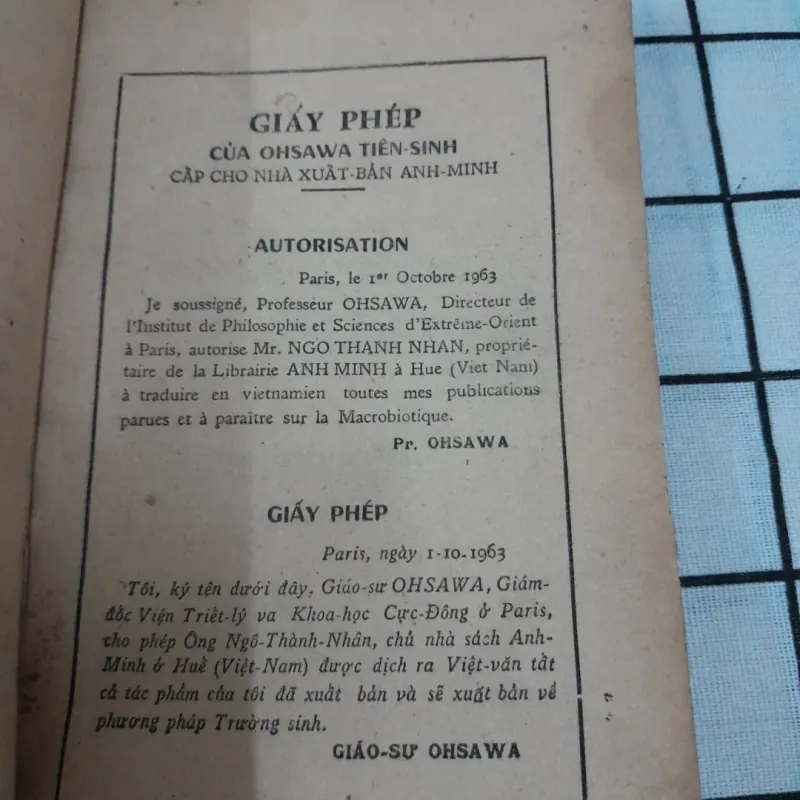 GIẤY PHÉP
CỦA OHSAWA TIÊN-SINH
CẤP CHO NHÀ XUẤT-BẢN ANH-MINH
AUTORISATION
Paris, le 1er Octobre 1963
Je soussigné, Professeur OHSAWA, Directeur de
l'Institut de Philosophie et Sciences d'Extrême-Orient
à Paris, autorise Mr. NGO THANH NHAN, proprié-
taire de la Librairie ANH MINH à Hue (Viet Nam)
à traduire en vietnamien toutes mes publications
parues et à paraître sur la Macrobiotique.
Pr. OHSAWA
GIẤY PHÉP
Paris, ngày 1-10-1963
Tôi, ký tên dưới đây, Giáo-sư OHSAWA, Giám-
đốc Viện Triết-lý va Khoa-học Cực-Đông ở Paris,
cho phép Ông Ngô-Thành-Nhân, chủ nhà sách Anh-
Minh ở Huế (Việt-Nam) được dịch ra Việt-văn tất
cả tác phẩm của tôi đã xuất bản và sẽ xuất bản về
phương pháp Trường sinh.
GIÁO-SƯ OHSAWA